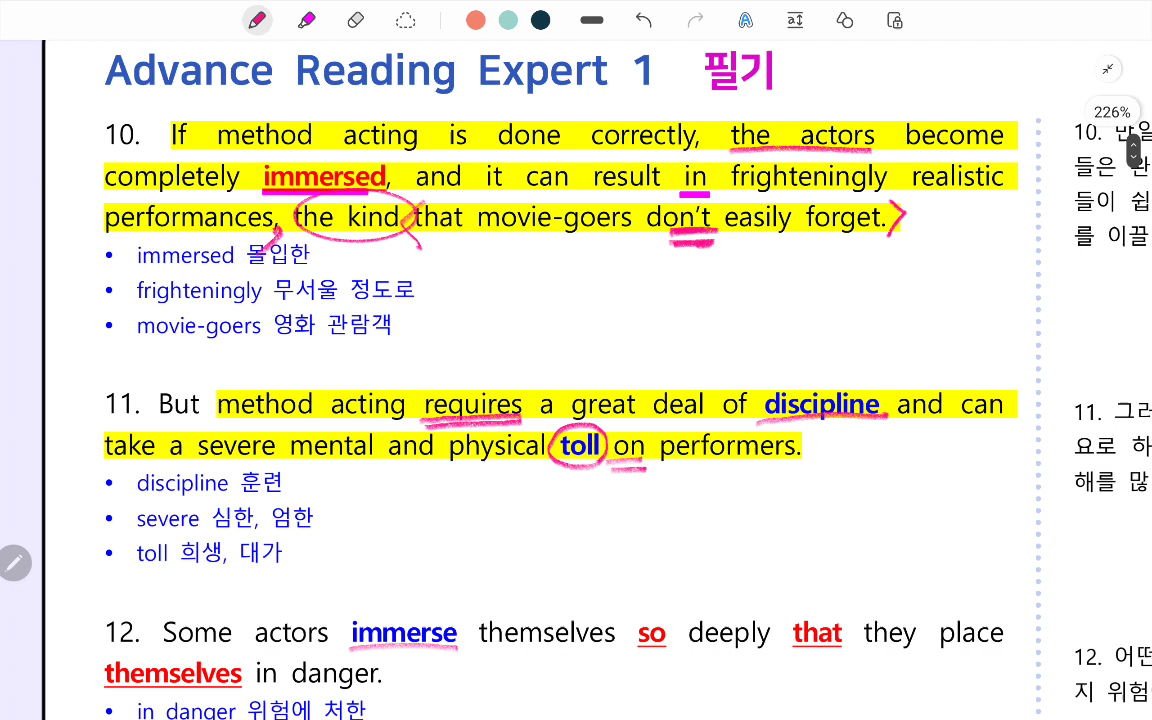 Advance Reading Expert 1 필기
226%
10. If method acting is done correctly, the actors become
completely immersed, and it can result in frighteningly realistic
performances, the kind that movie-goers don't easily forget.
• immersed 몰입한
• frighteningly 무서울 정도로
• movie-goers 영화 관람객
11. But method acting requires a great deal of discipline and can
take a severe mental and physical toll on performers.
• discipline 훈련
• severe 심한, 엄한
• toll 희생, 대가
12. Some actors immerse themselves so deeply that they place
themselves in danger.
• in danger 위험에 처한
10.
들은
들이 쉽
를 이끌
11. 그러
요로 하
해를 많
12. 어떤
지 위험